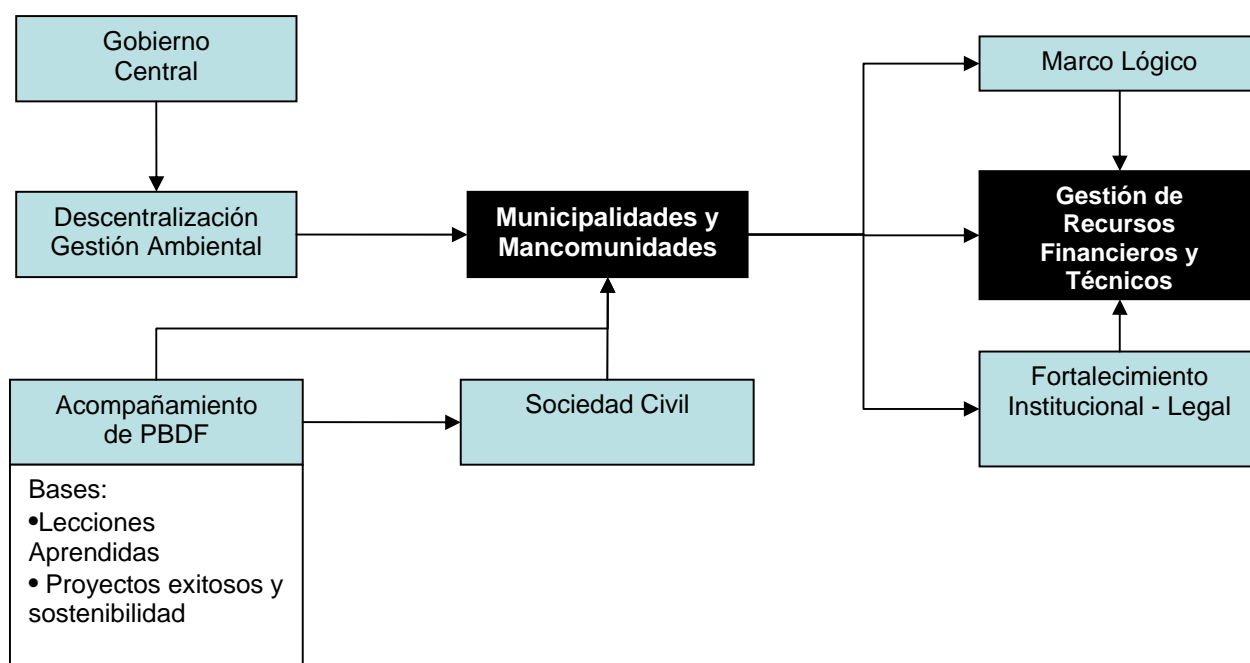 Gobierno
Central
Marco Lógico
Descentralización
Gestión Ambiental
Municipalidades y
Mancomunidades
Gestión de
Recursos
Financieros y
Técnicos
Acompañamiento
de PBDF
Sociedad Civil
Fortalecimiento
Institucional - Legal
Bases:
•Lecciones
Aprendidas
• Proyectos exitosos y
sostenibilidad